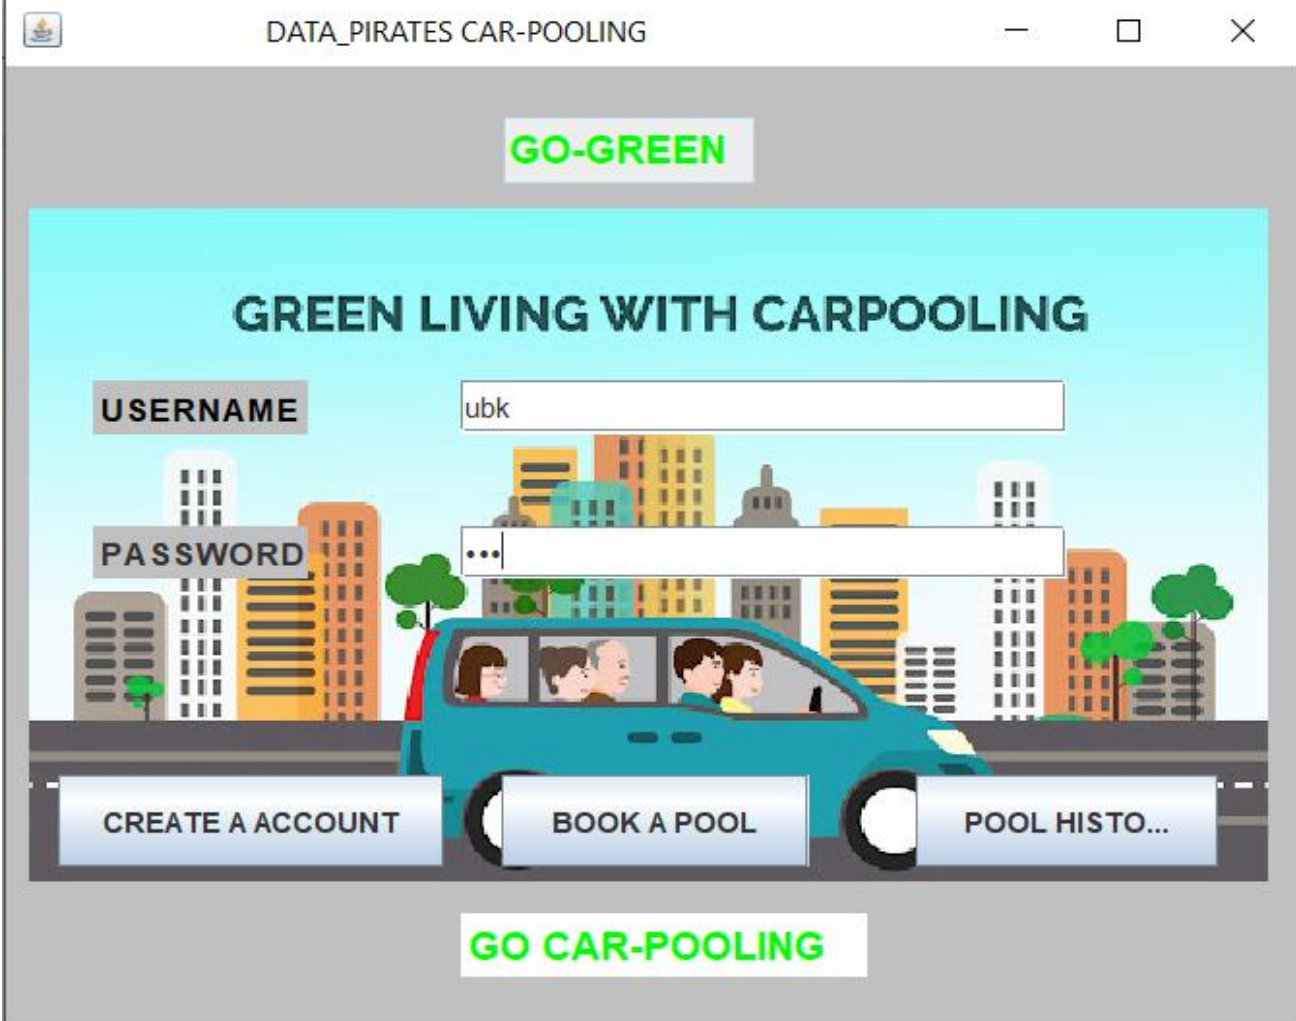 DATA_PIRATES CAR-POOLING
GO-GREEN
GREEN LIVING WITH CARPOOLING
USERNAME
ubk
PASSWORD
•••
CREATE A ACCOUNT
BOOK A POOL
POOL HISTO...
GO CAR-POOLING